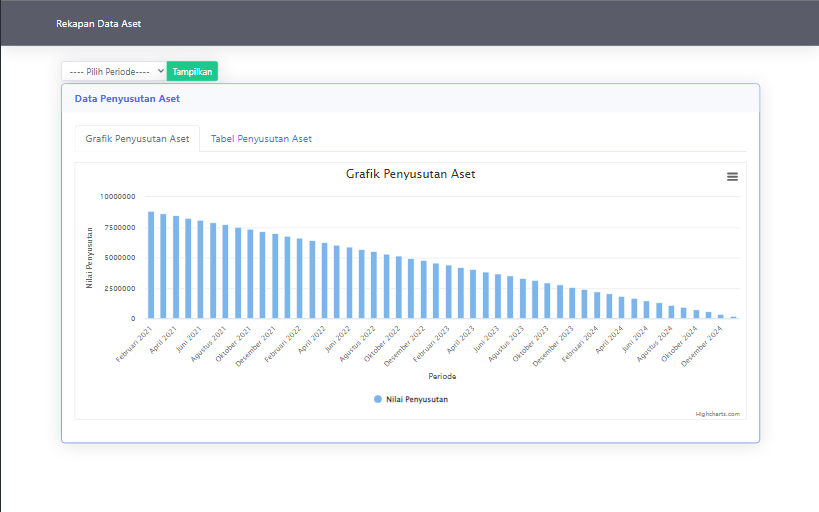 Rekapan Data Aset
---- Pilih Periode---- Tampilkan
Data Penyusutan Aset
Grafik Penyusutan Aset Tabel Penyusutan Aset
Grafik Penyusutan Aset
Nilai Penyusutan
10000000
7500000
5000000
2500000
0
Februari 2021
April 2021
Juni 2021
Agustus 2021
Oktober 2021
Desember 2021
Februari 2022
April 2022
Juni 2022
Agustus 2022
Oktober 2022
Desember 2022
Februari 2023
April 2023
Juni 2023
Agustus 2023
Oktober 2023
Desember 2023
Februari 2024
April 2024
Juni 2024
Agustus 2024
Oktober 2024
Desember 2024
Periode
Nilai Penyusutan
Highcharts.com